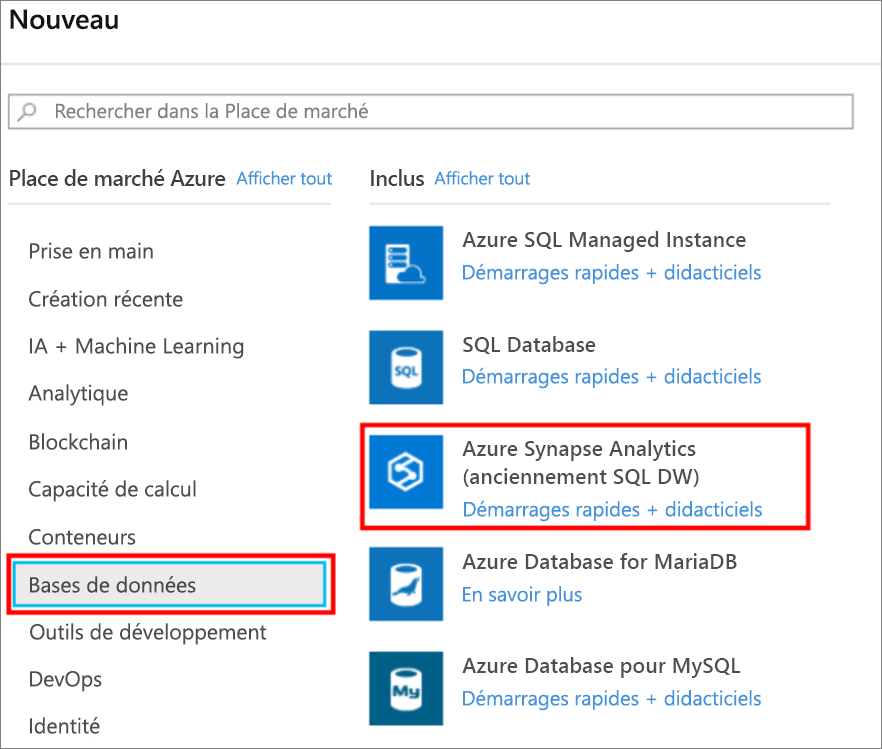 Nouveau
Rechercher dans la Place de marché
Place de marché Azure Afficher tout
Prise en main
Création récente
IA + Machine Learning
Analytique
Blockchain
Capacité de calcul
Conteneurs
Bases de données
Outils de développement
DevOps
Identité
Inclus Afficher tout
Azure SQL Managed Instance
Démarrages rapides + didacticiels
SQL
SQL Database
Démarrages rapides + didacticiels
Azure Synapse Analytics
(anciennement SQL DW)
Démarrages rapides + didacticiels
Azure Database for MariaDB
En savoir plus
My
Azure Database pour MySQL
Démarrages rapides + didacticiels